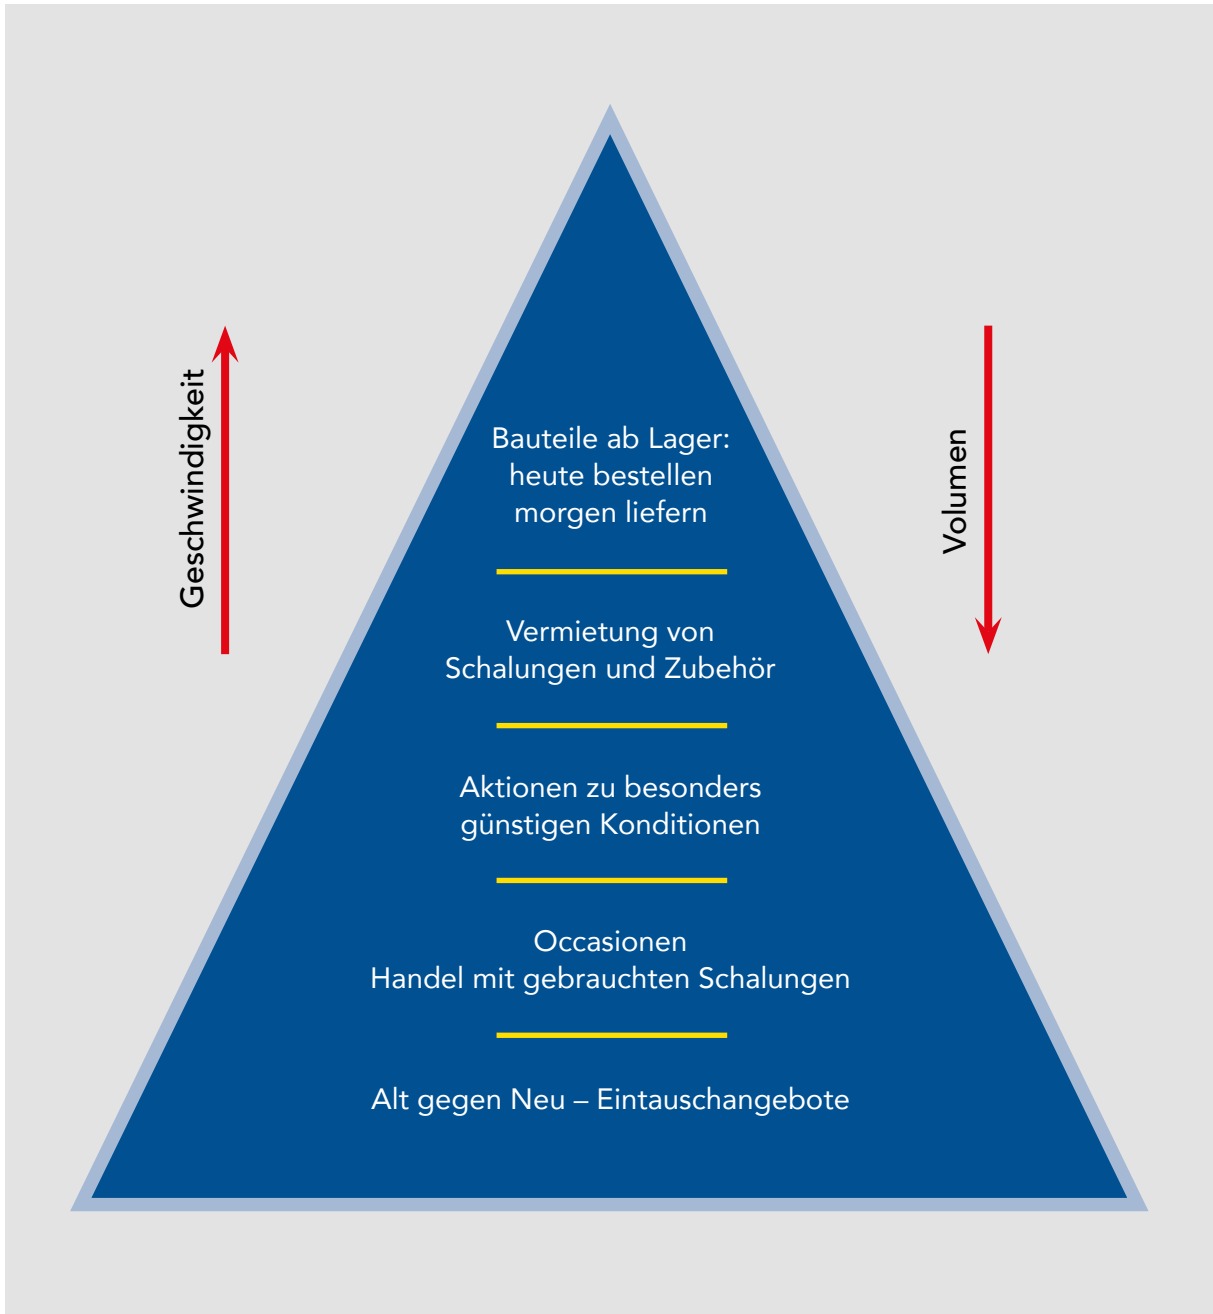 Geschwindigkeit
Volumen
Bauteile ab Lager:
heute bestellen
morgen liefern
Vermietung von
Schalungen und Zubehör
Aktionen zu besonders
günstigen Konditionen
Occasionen
Handel mit gebrauchten Schalungen
Alt gegen Neu – Eintauschangebote